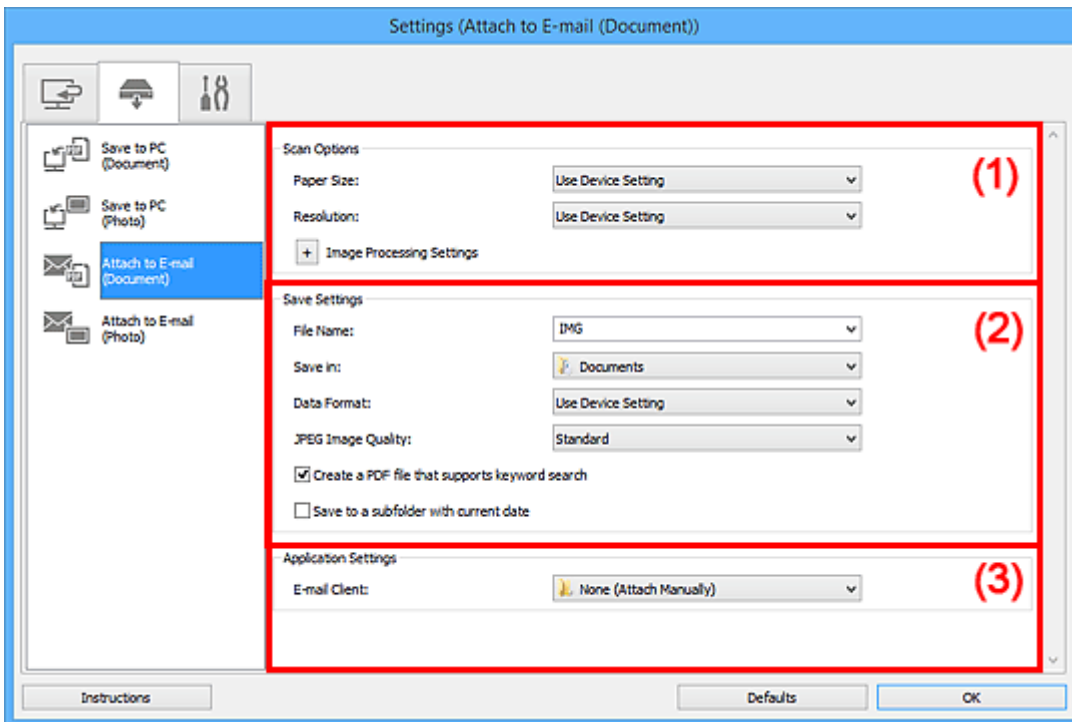 Settings (Attach to E-mail (Document))
Save to PC
(Document)
Save to PC
(Photo)
Attach to E-mail
(Document)
Attach to E-mail
(Photo)
Scan Options
(1)
Paper Size: Use Device Setting
Resolution: Use Device Setting
+ Image Processing Settings
Save Settings
(2)
File Name: IMG
Save in: Documents
Data Format: Use Device Setting
JPEG Image Quality: Standard
Create a PDF file that supports keyword search
Save to a subfolder with current date
Application Settings
(3)
E-mail Client: None (Attach Manually)
Instructions Defaults OK